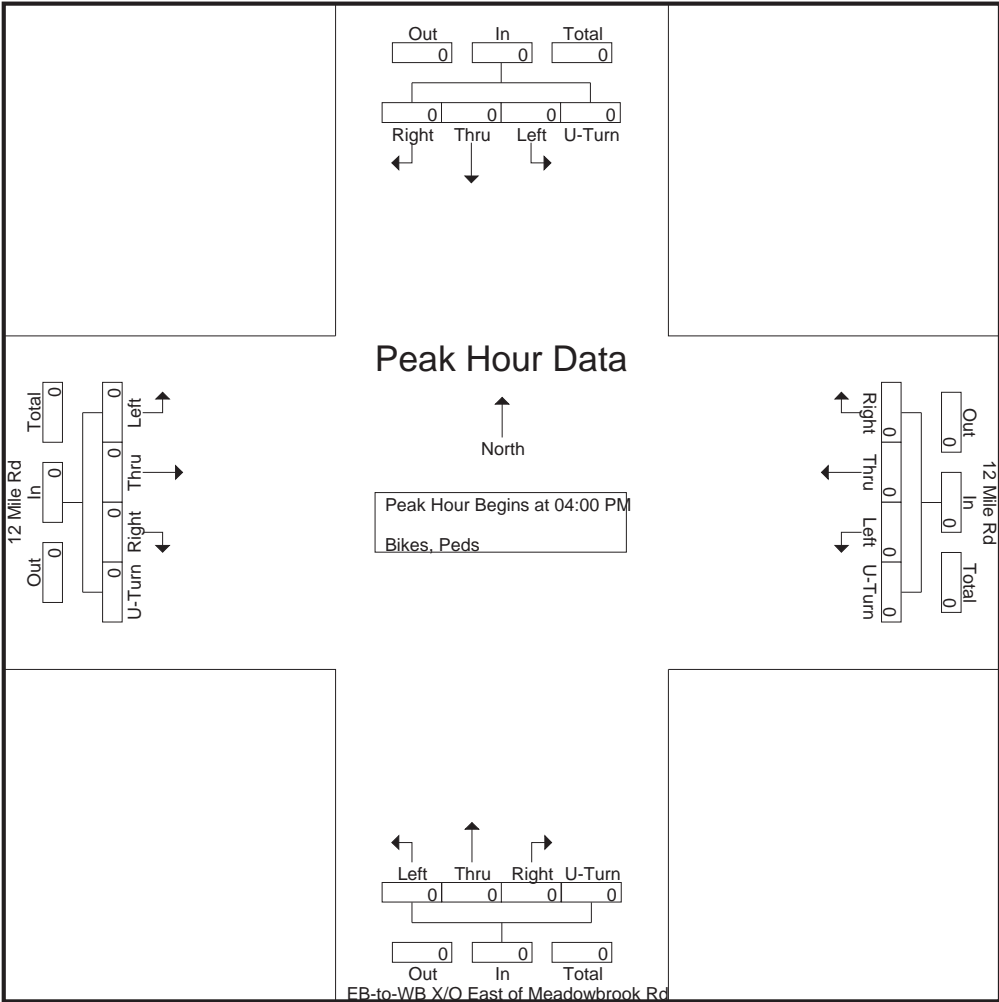 Out In Total
0 0 0
0 0 0 0
Right Thru Left U-Turn
Peak Hour Data
North
Peak Hour Begins at 04:00 PM
Bikes, Peds
12 Mile Rd
Total In Out
0 0 0
0 0 0 0
Left Thru Right U-Turn
Right Thru Left U-Turn
0 0 0 0
Out In Total
0 0 0
12 Mile Rd
Left Thru Right U-Turn
0 0 0 0
0 0 0
Out In Total
EB-to-WB X/O East of Meadowbrook Rd